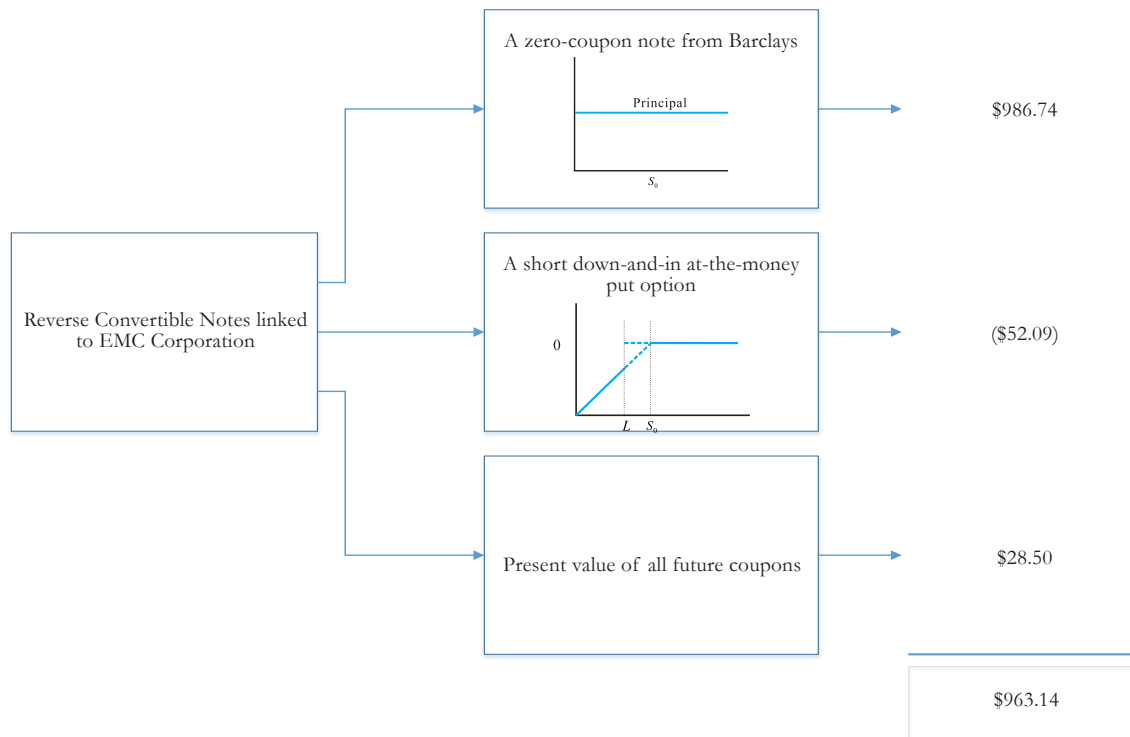 A zero-coupon note from Barclays
Principal
S₀
$986.74
Reverse Convertible Notes linked
to EMC Corporation
A short down-and-in at-the-money
put option
0
L S₀
($52.09)
Present value of all future coupons
$28.50
$963.14